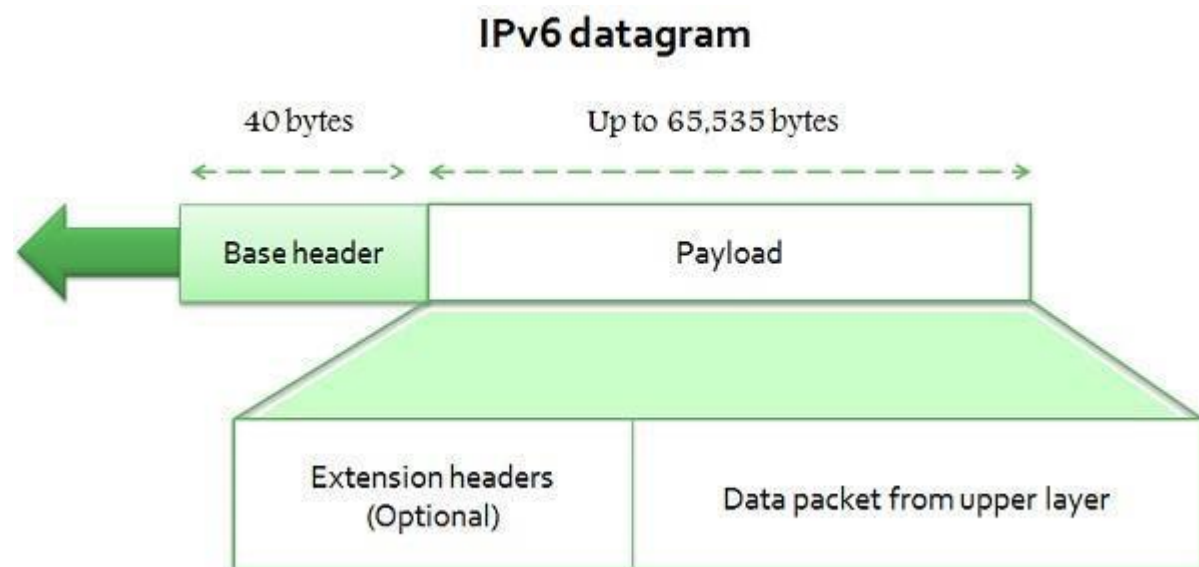 IPv6 datagram
40 bytes
Up to 65,535 bytes
Base header
Payload
Extension headers
(Optional)
Data packet from upper layer